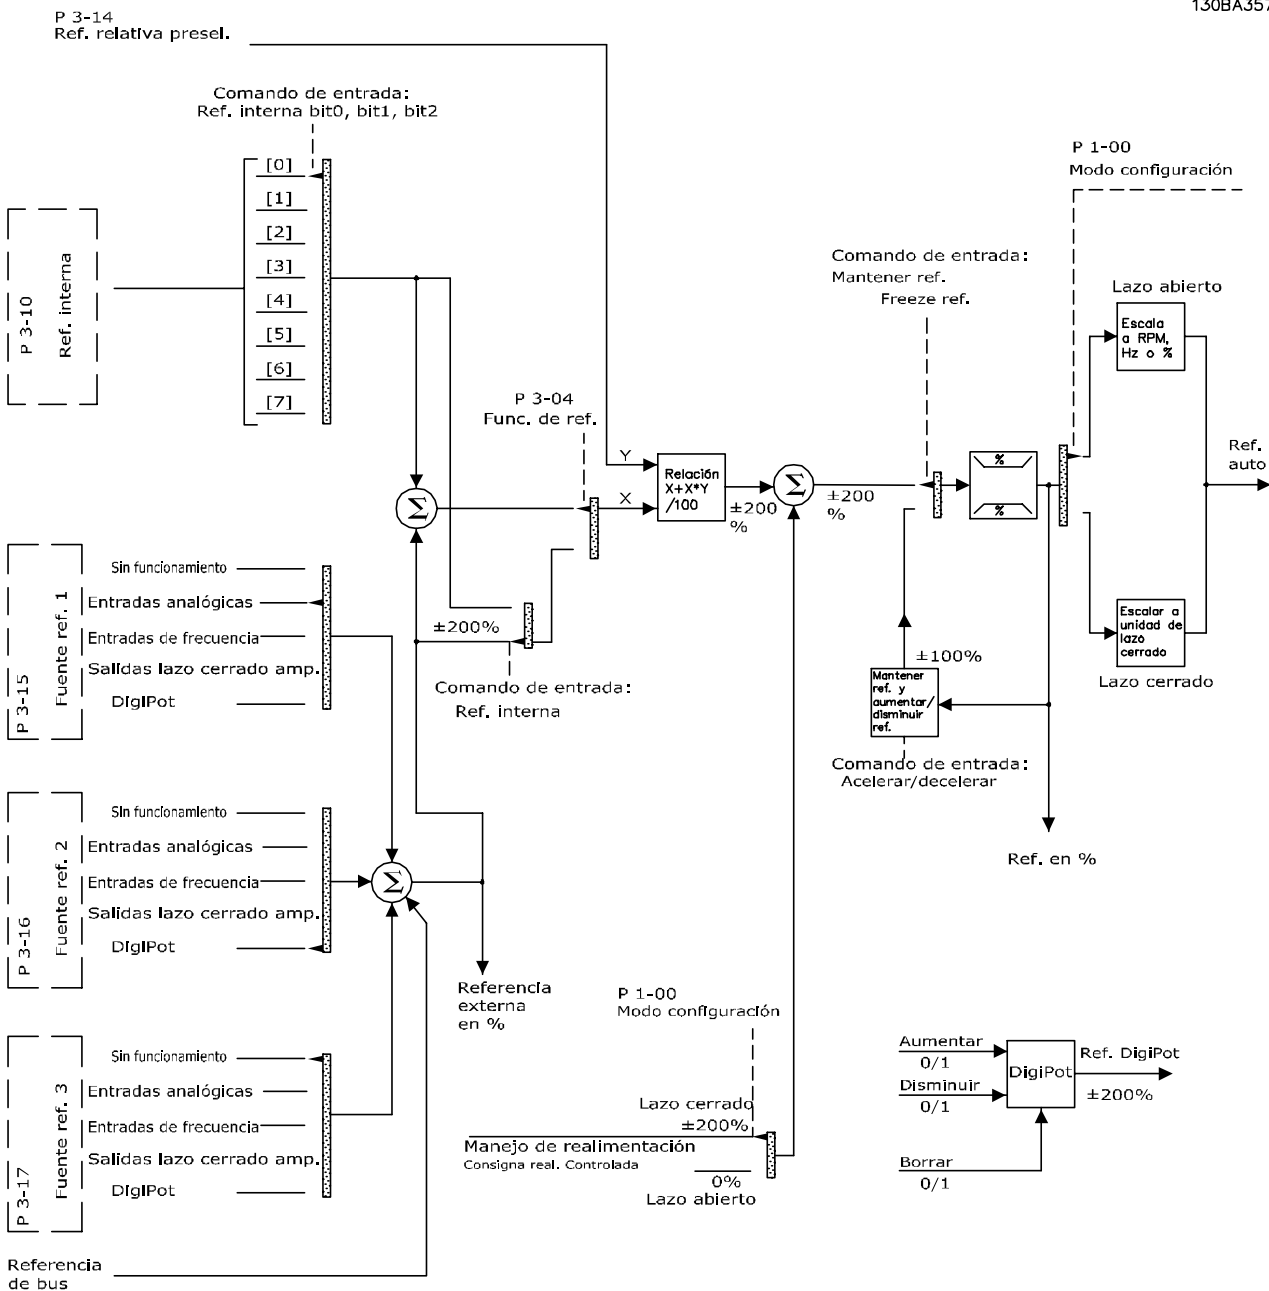 130BA357
P 3-14
Ref. relativa presel.
Comando de entrada:
Ref. interna bit0, bit1, bit2
P 1-00
Modo configuración
[0]
[1]
[2]
[3]
[4]
[5]
[6]
[7]
P 3-10
Ref. interna
Comando de entrada:
Mantener ref.
Freeze ref.
Lazo abierto
Escala
a RPM,
Hz o %
P 3-04
Func. de ref.
Y
X
Relación
X+X*Y
/100
±200
%
Σ
±200
%
%
%
Ref.
auto
Σ
P 3-15
Fuente ref. 1
Sin funcionamiento
Entradas analógicas
Entradas de frecuencia
Salidas lazo cerrado amp.
DigiPot
±200%
Comando de entrada:
Ref. interna
±100%
Mantener
ref. y
aumentar/
disminuir
ref.
Comando de entrada:
Acelerar/decelerar
Escalar a
unidad de
lazo
cerrado
Lazo cerrado
Ref. en %
P 3-16
Fuente ref. 2
Sin funcionamiento
Entradas analógicas
Entradas de frecuencia
Salidas lazo cerrado amp.
DigiPot
Σ
Referencia
externa
en %
P 3-17
Fuente ref. 3
Sin funcionamiento
Entradas analógicas
Entradas de frecuencia
Salidas lazo cerrado amp.
DigiPot
P 1-00
Modo configuración
Lazo cerrado
±200%
Manejo de realimentación
Consigna real. Controlada
0%
Lazo abierto
Aumentar
0/1
Disminuir
0/1
Borrar
0/1
DigiPot
Ref. DigiPot
±200%
Referencia
de bus